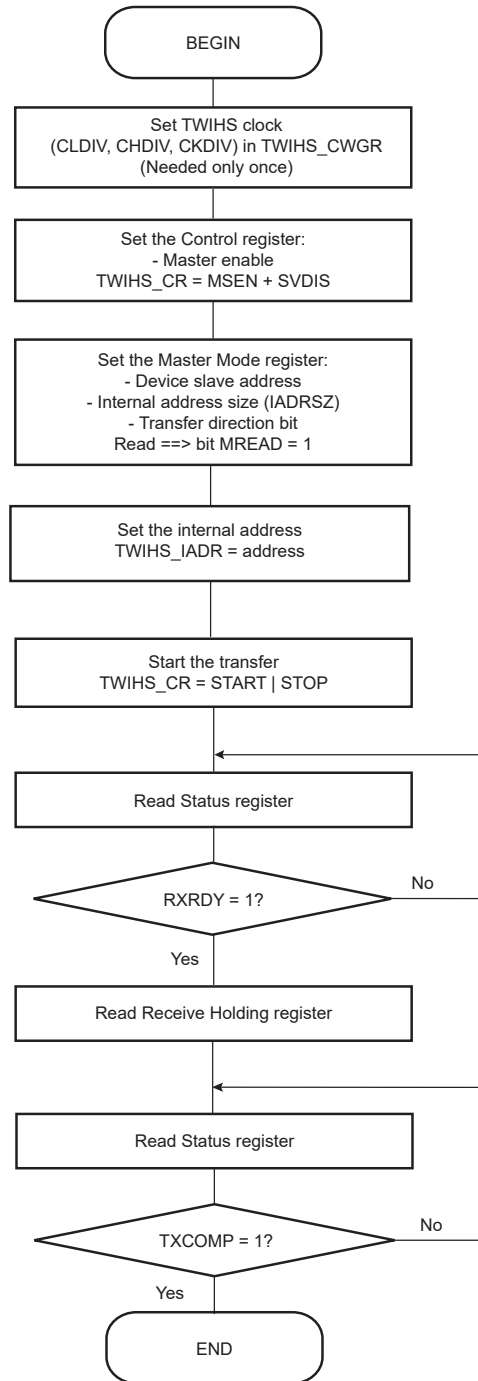 BEGIN
Set TWIHS clock
(CLDIV, CHDIV, CKDIV) in TWIHS_CWGR
(Needed only once)
Set the Control register:
- Master enable
TWIHS_CR = MSEN + SVDIS
Set the Master Mode register:
- Device slave address
- Internal address size (IADRSZ)
- Transfer direction bit
Read ==> bit MREAD = 1
Set the internal address
TWIHS_IADR = address
Start the transfer
TWIHS_CR = START | STOP
Read Status register
RXRDY = 1?
No
Yes
Read Receive Holding register
Read Status register
TXCOMP = 1?
No
Yes
END